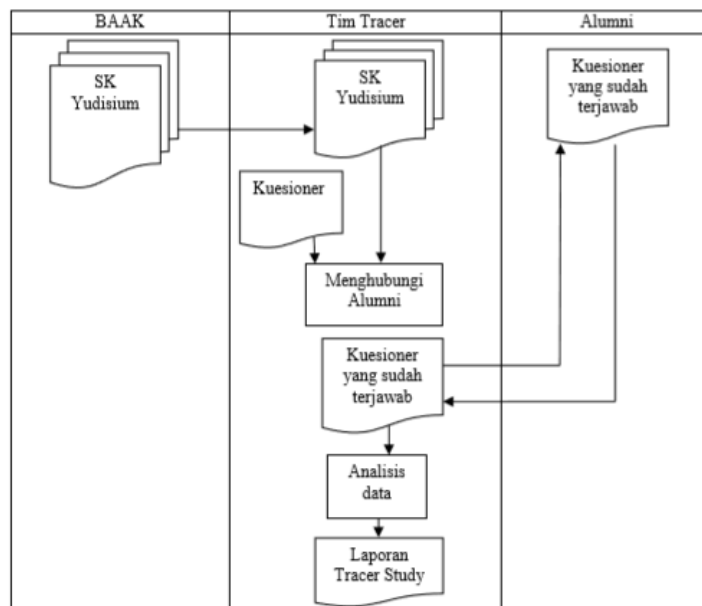 BAAK
Tim Tracer
Alumni
SK
Yudisium
SK
Yudisium
Kuesioner
yang sudah
terjawab
Kuesioner
Menghubungi
Alumni
Kuesioner
yang sudah
terjawab
Analisis
data
Laporan
Tracer Study